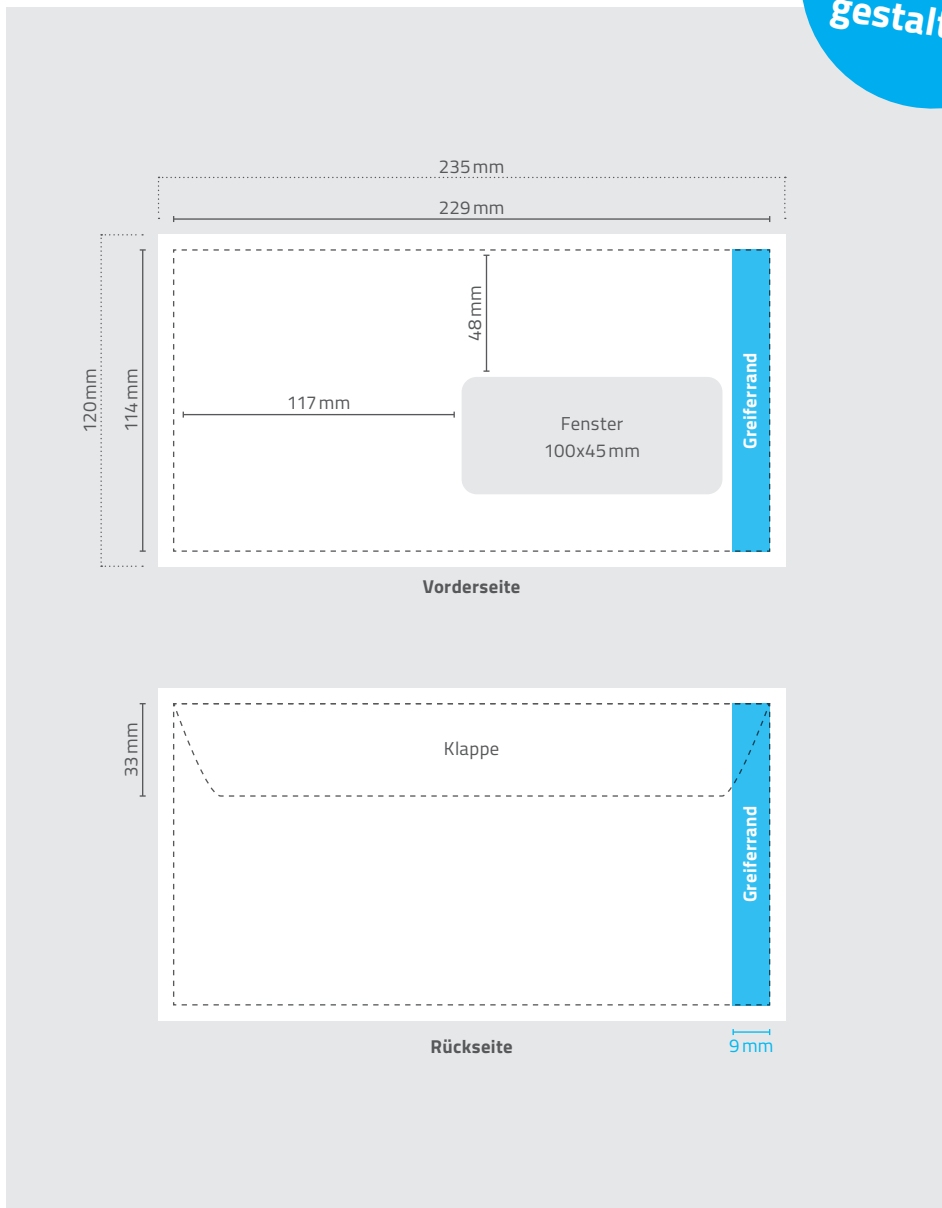 235 mm
229 mm
120 mm
114 mm
48 mm
117 mm
Fenster
100x45 mm
Greiferrand
Vorderseite
33 mm
Klappe
Greiferrand
Rückseite
9 mm